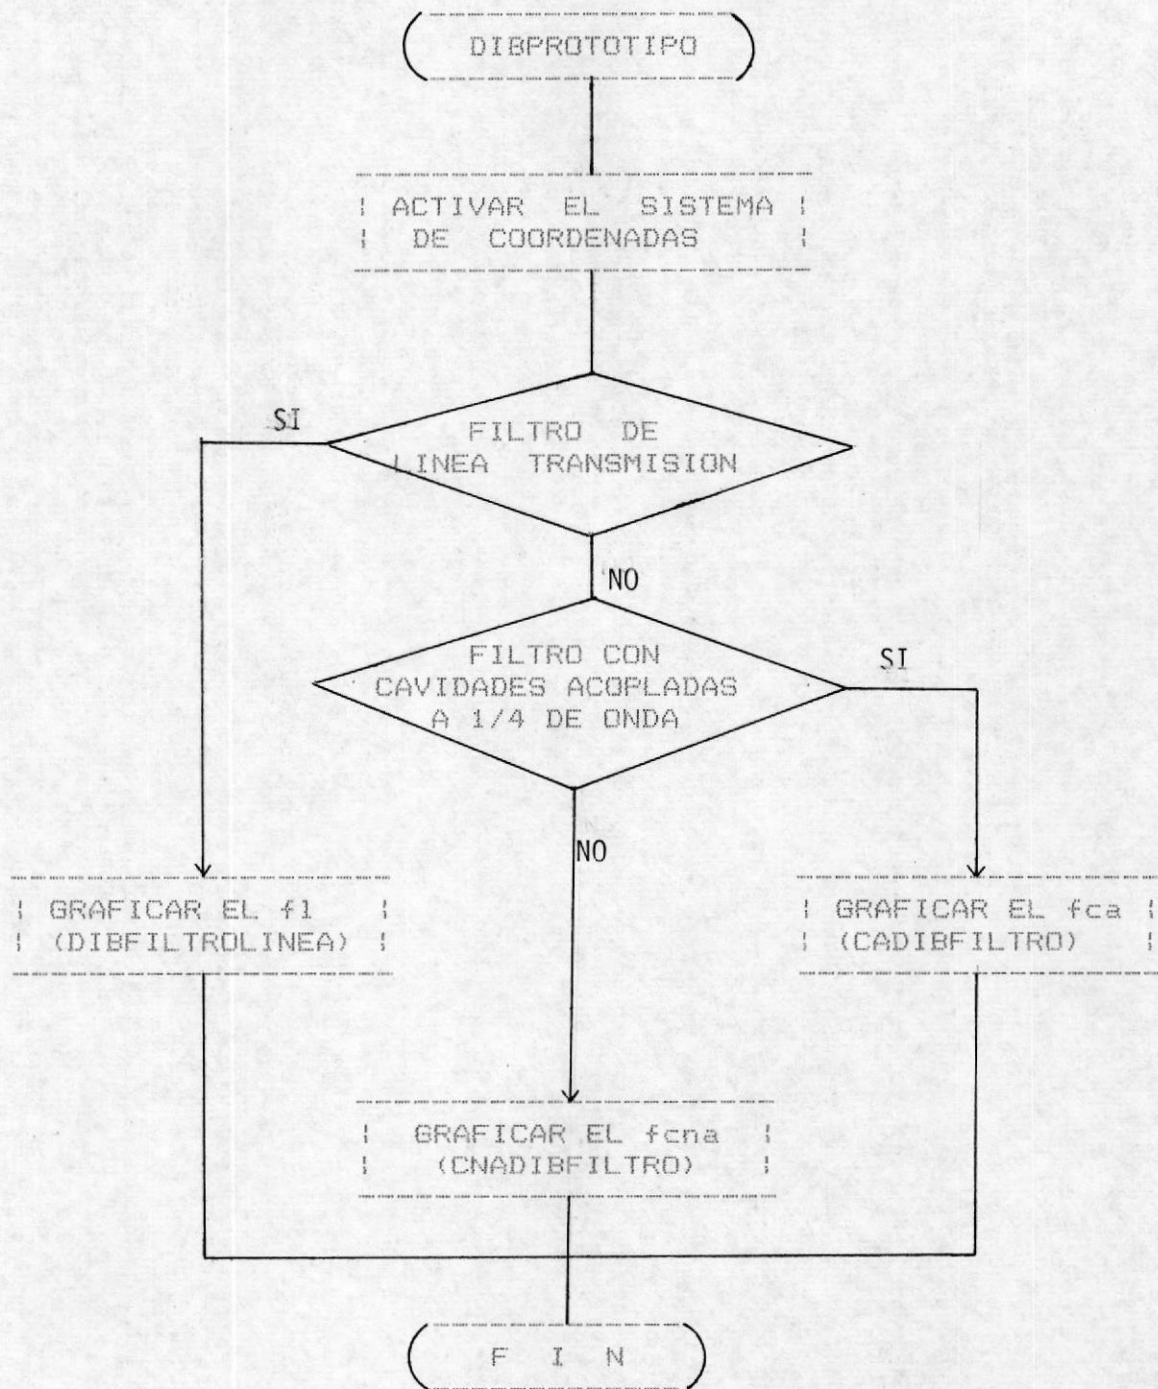 DIBPROTOTIPO
ACTIVAR EL SISTEMA
DE COORDENADAS
SI
FILTRO DE
LINEA TRANSMISION
NO
FILTRO CON
CAVIDADES ACOPLADAS
A 1/4 DE ONDA
SI
NO
GRAFICAR EL fl
(DIBFILTROLINEA)
GRAFICAR EL fca
(CADIBFILTRO)
GRAFICAR EL fcna
(CNADIBFILTRO)
F I N